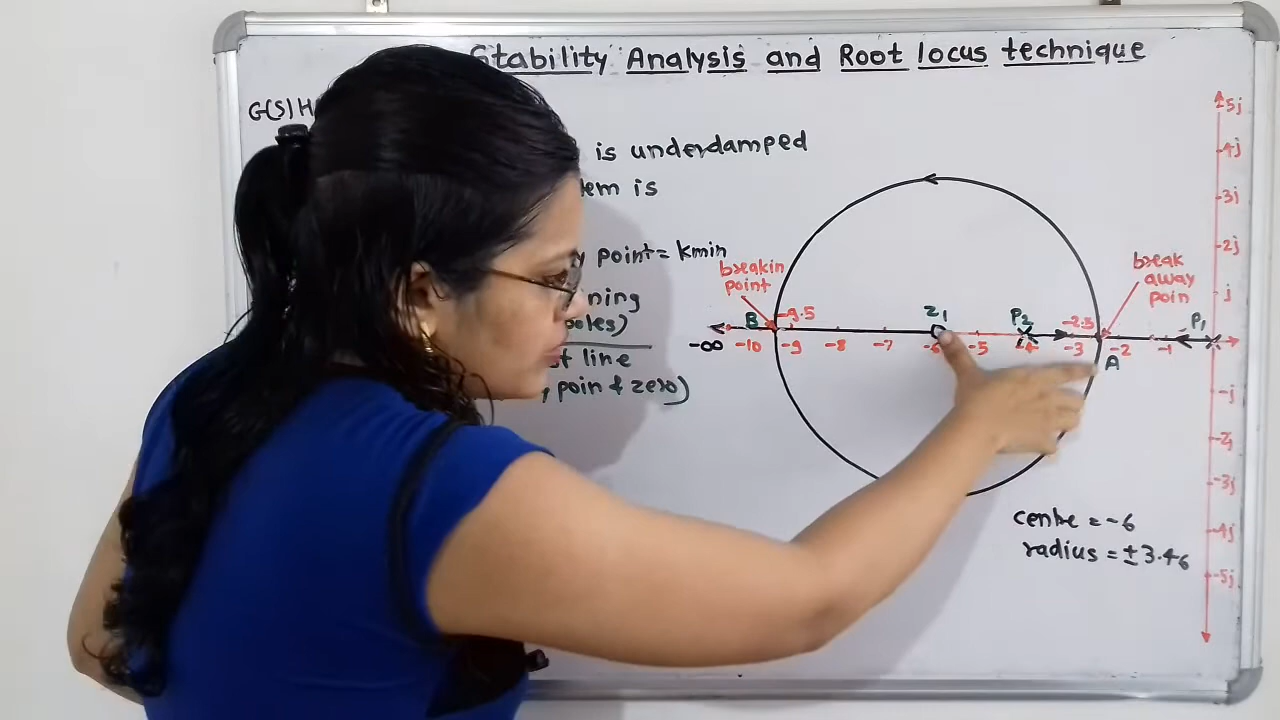 Stability Analysis and Root locus technique
G(S)H
is underdamped
em is
y point = kmin
ning
oles)
t line
poin & zero)
breakin
point
break
away
poin
B
-9.5
Z1
P2
-2.5
P1
A
-∞ -10 -9 -8 -7 -6 -5 -4 -3 -2 -1
5j
4j
3j
2j
j
-j
-2j
-3j
-4j
-5j
centre = -6
radius = ±3.46